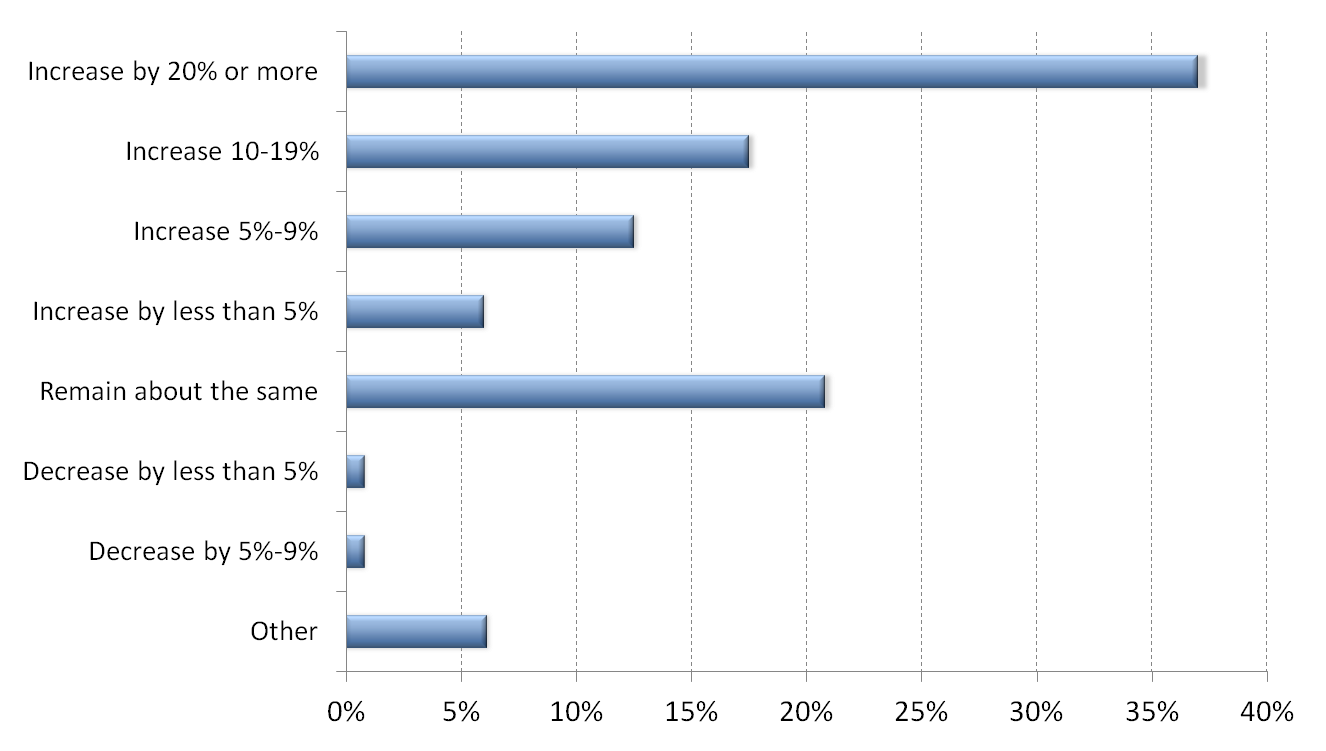 Increase by 20% or more
Increase 10-19%
Increase 5%-9%
Increase by less than 5%
Remain about the same
Decrease by less than 5%
Decrease by 5%-9%
Other
0% 5% 10% 15% 20% 25% 30% 35% 40%